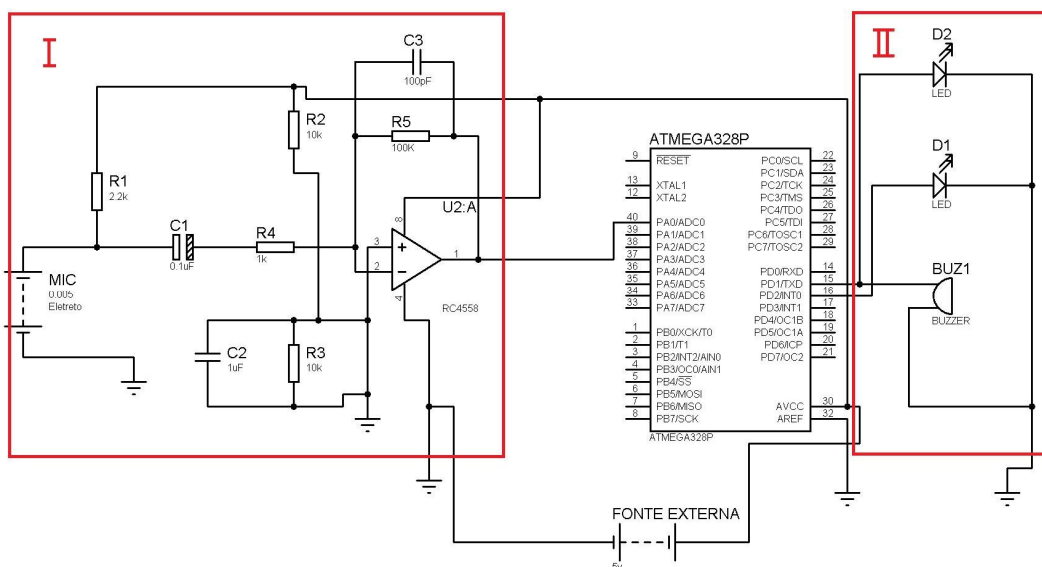 I
II
C3
100pF
R2
10k
R5
100K
R1
2.2k
U2:A
C1
0.1uF
R4
1k
8
3
2
1
4
RC4558
MIC
0.005
Eletreto
C2
1uF
R3
10k
ATMEGA328P
9 RESET PC0/SCL 22
PC1/SDA 23
13 XTAL1 PC2/TCK 24
12 XTAL2 PC3/TMS 25
PC4/TDO 26
40 PA0/ADC0 PC5/TDI 27
39 PA1/ADC1 PC6/TOSC1 28
38 PA2/ADC2 PC7/TOSC2 29
37 PA3/ADC3
36 PA4/ADC4 PD0/RXD 14
35 PA5/ADC5 PD1/TXD 15
34 PA6/ADC6 PD2/INT0 16
33 PA7/ADC7 PD3/INT1 17
PD4/OC1B 18
1 PB0/XCK/T0 PD5/OC1A 19
2 PB1/T1 PD6/ICP 20
3 PB2/INT2/AIN0 PD7/OC2 21
4 PB3/OC0/AIN1
5 PB4/SS
6 PB5/MOSI
7 PB6/MISO AVCC 30
8 PB7/SCK AREF 32
ATMEGA328P
D2
LED
D1
LED
BUZ1
BUZZER
FONTE EXTERNA
5v